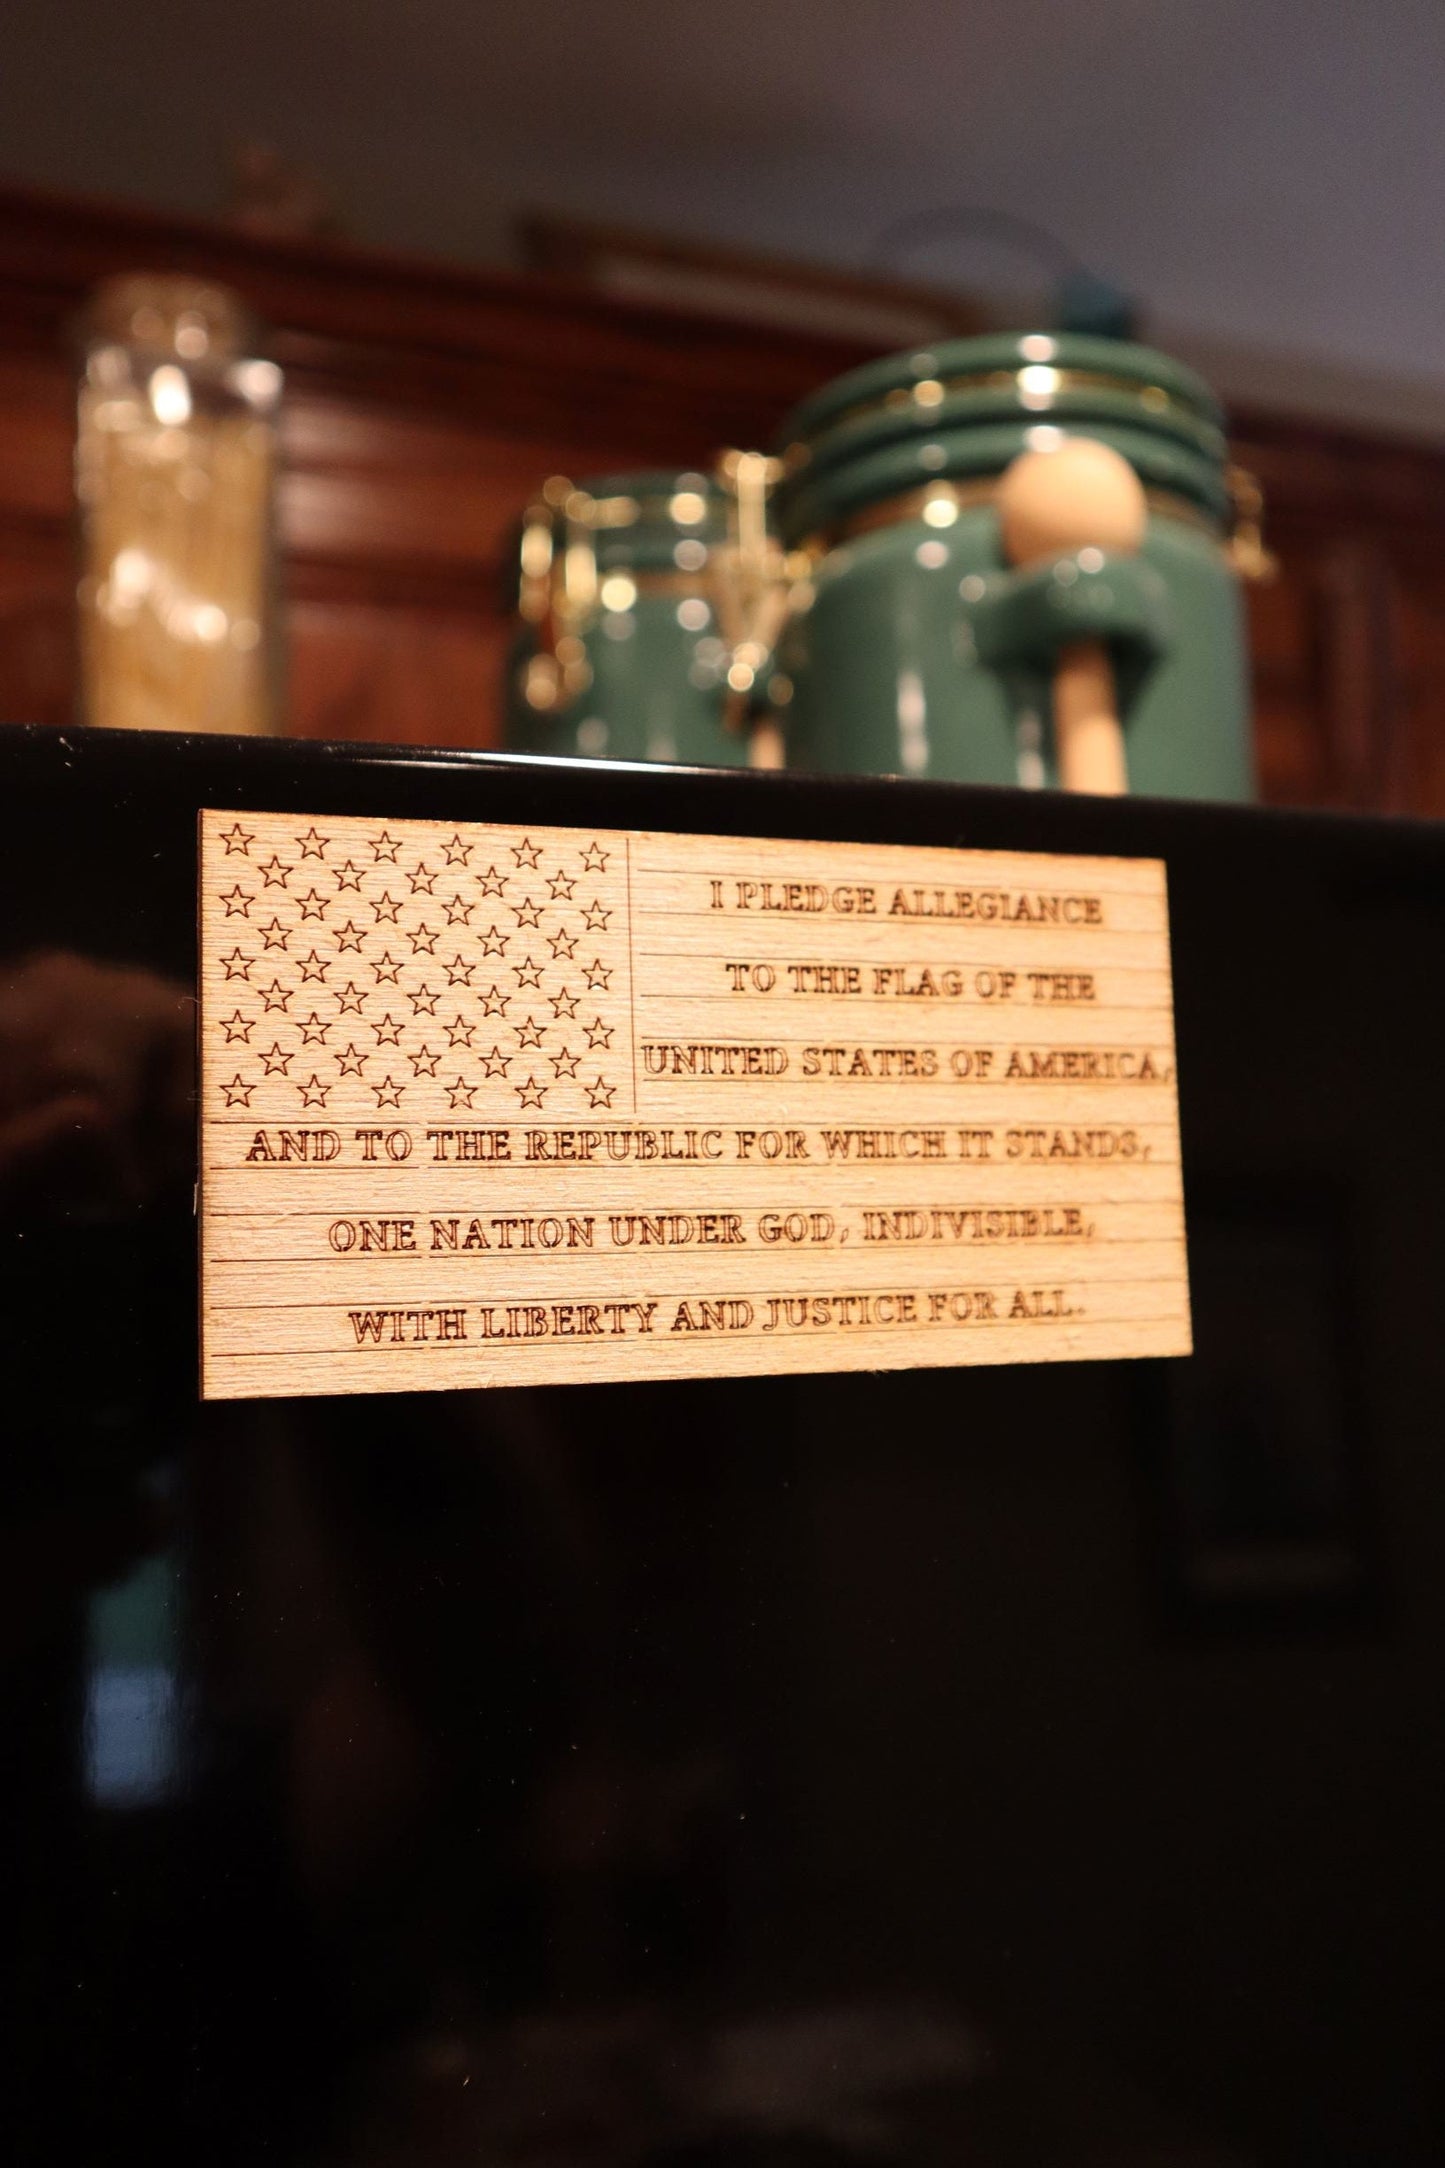 I PLEDGE ALLEGIANCE
TO THE FLAG OF THE
UNITED STATES OF AMERICA,
AND TO THE REPUBLIC FOR WHICH IT STANDS,
ONE NATION UNDER GOD, INDIVISIBLE,
WITH LIBERTY AND JUSTICE FOR ALL.